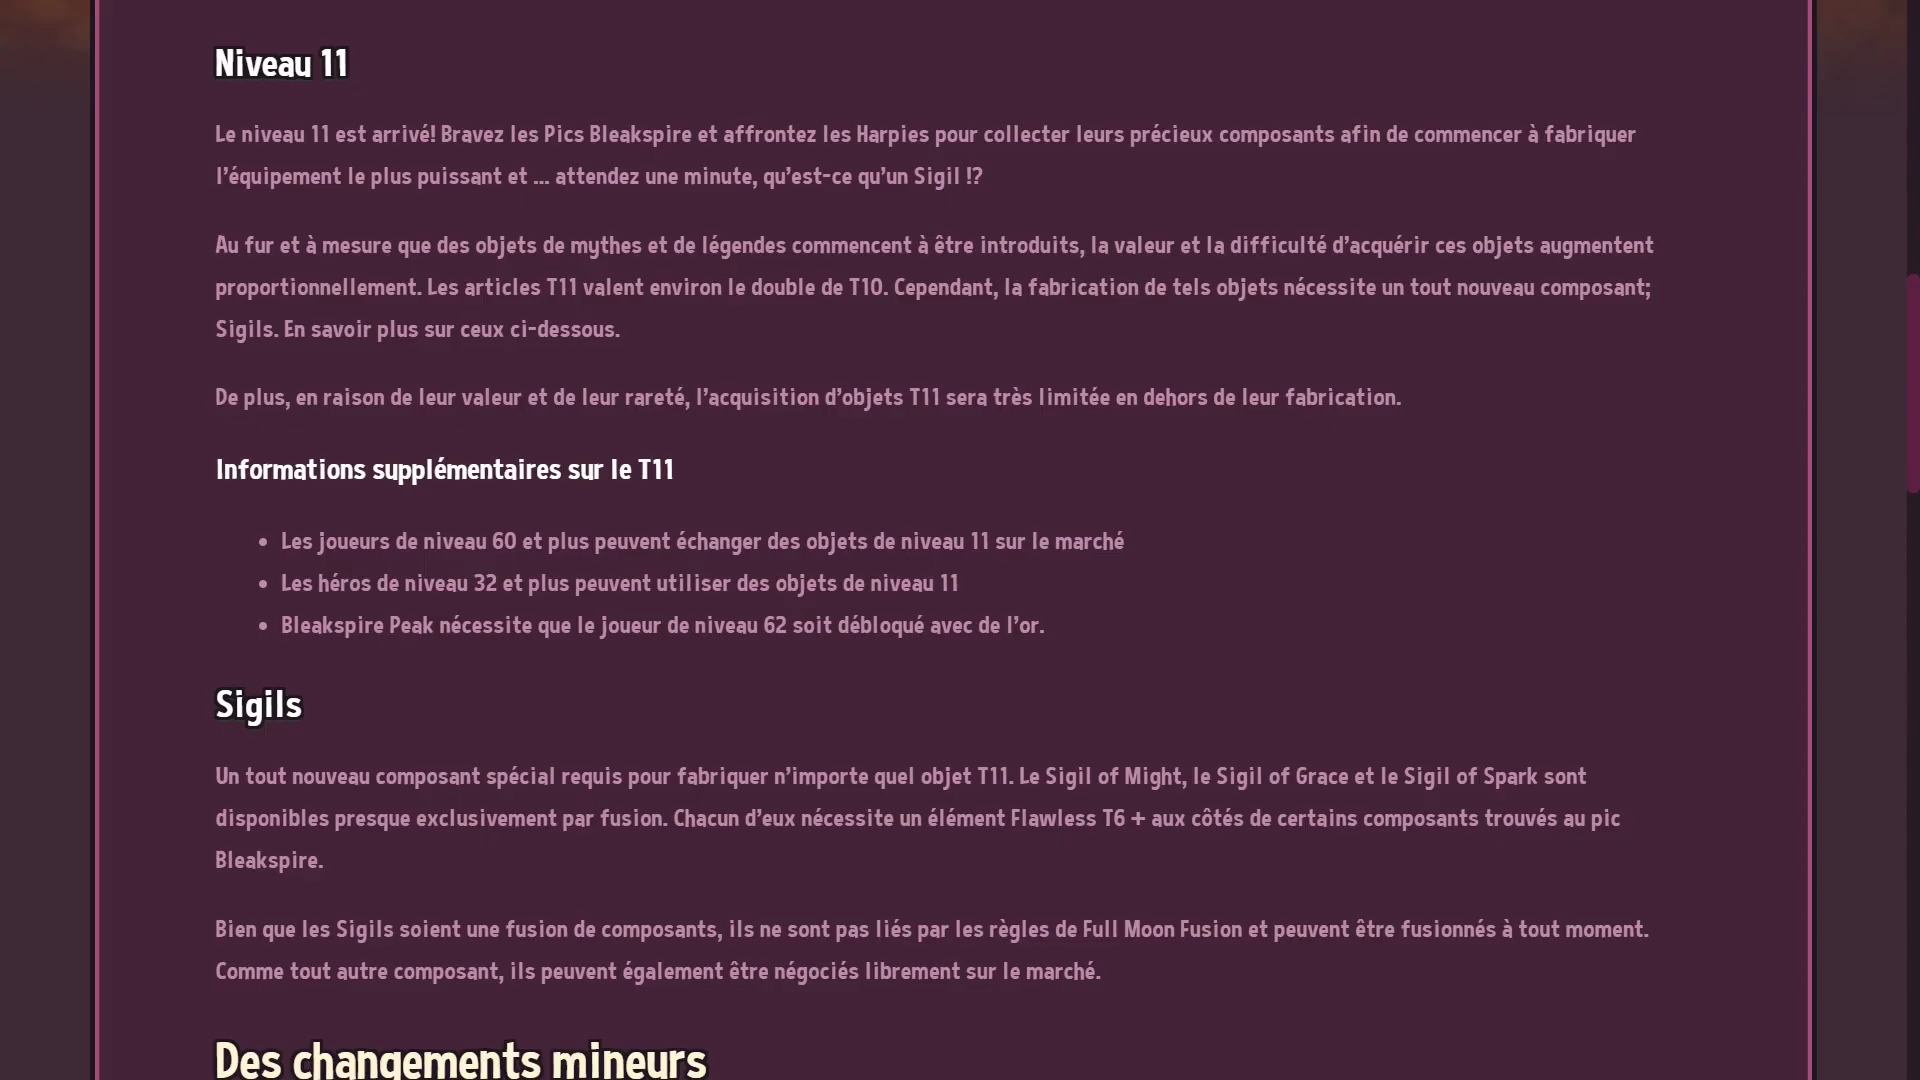 Niveau 11
Le niveau 11 est arrivé! Bravez les Pics Bleakspire et affrontez les Harpies pour collecter leurs précieux composants afin de commencer à fabriquer
l'équipement le plus puissant et ... attendez une minute, qu'est-ce qu'un Sigil !?
Au fur et à mesure que des objets de mythes et de légendes commencent à être introduits, la valeur et la difficulté d'acquérir ces objets augmentent
proportionnellement. Les articles T11 valent environ le double de T10. Cependant, la fabrication de tels objets nécessite un tout nouveau composant;
Sigils. En savoir plus sur ceux ci-dessous.
De plus, en raison de leur valeur et de leur rareté, l'acquisition d'objets T11 sera très limitée en dehors de leur fabrication.
Informations supplémentaires sur le T11
• Les joueurs de niveau 60 et plus peuvent échanger des objets de niveau 11 sur le marché
• Les héros de niveau 32 et plus peuvent utiliser des objets de niveau 11
• Bleakspire Peak nécessite que le joueur de niveau 62 soit débloqué avec de l'or.
Sigils
Un tout nouveau composant spécial requis pour fabriquer n'importe quel objet T11. Le Sigil of Might, le Sigil of Grace et le Sigil of Spark sont
disponibles presque exclusivement par fusion. Chacun d'eux nécessite un élément Flawless T6 + aux côtés de certains composants trouvés au pic
Bleakspire.
Bien que les Sigils soient une fusion de composants, ils ne sont pas liés par les règles de Full Moon Fusion et peuvent être fusionnés à tout moment.
Comme tout autre composant, ils peuvent également être négociés librement sur le marché.
Des changements mineurs